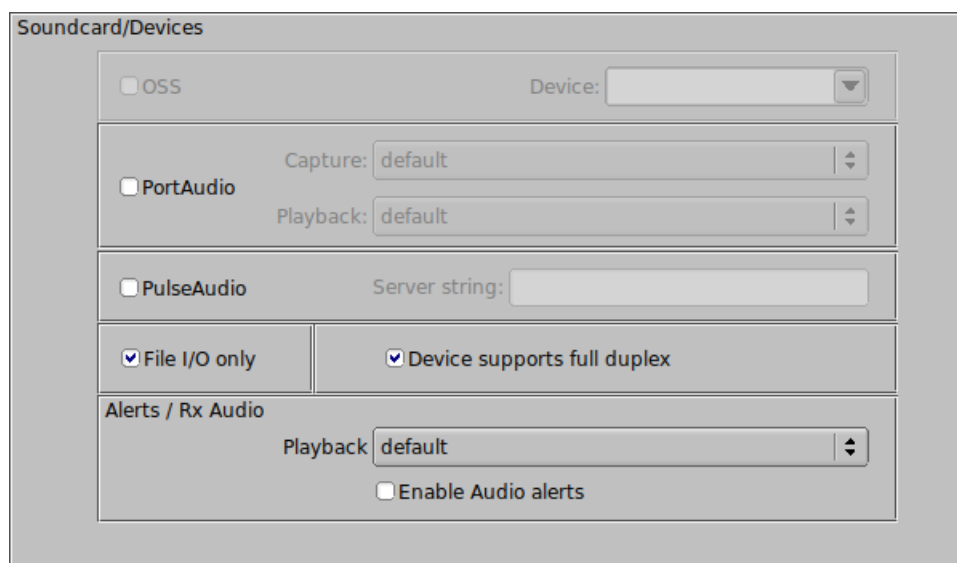 Soundcard/Devices
OSS Device:
Capture: default
PortAudio
Playback: default
PulseAudio Server string:
File I/O only Device supports full duplex
Alerts / Rx Audio
Playback default
Enable Audio alerts